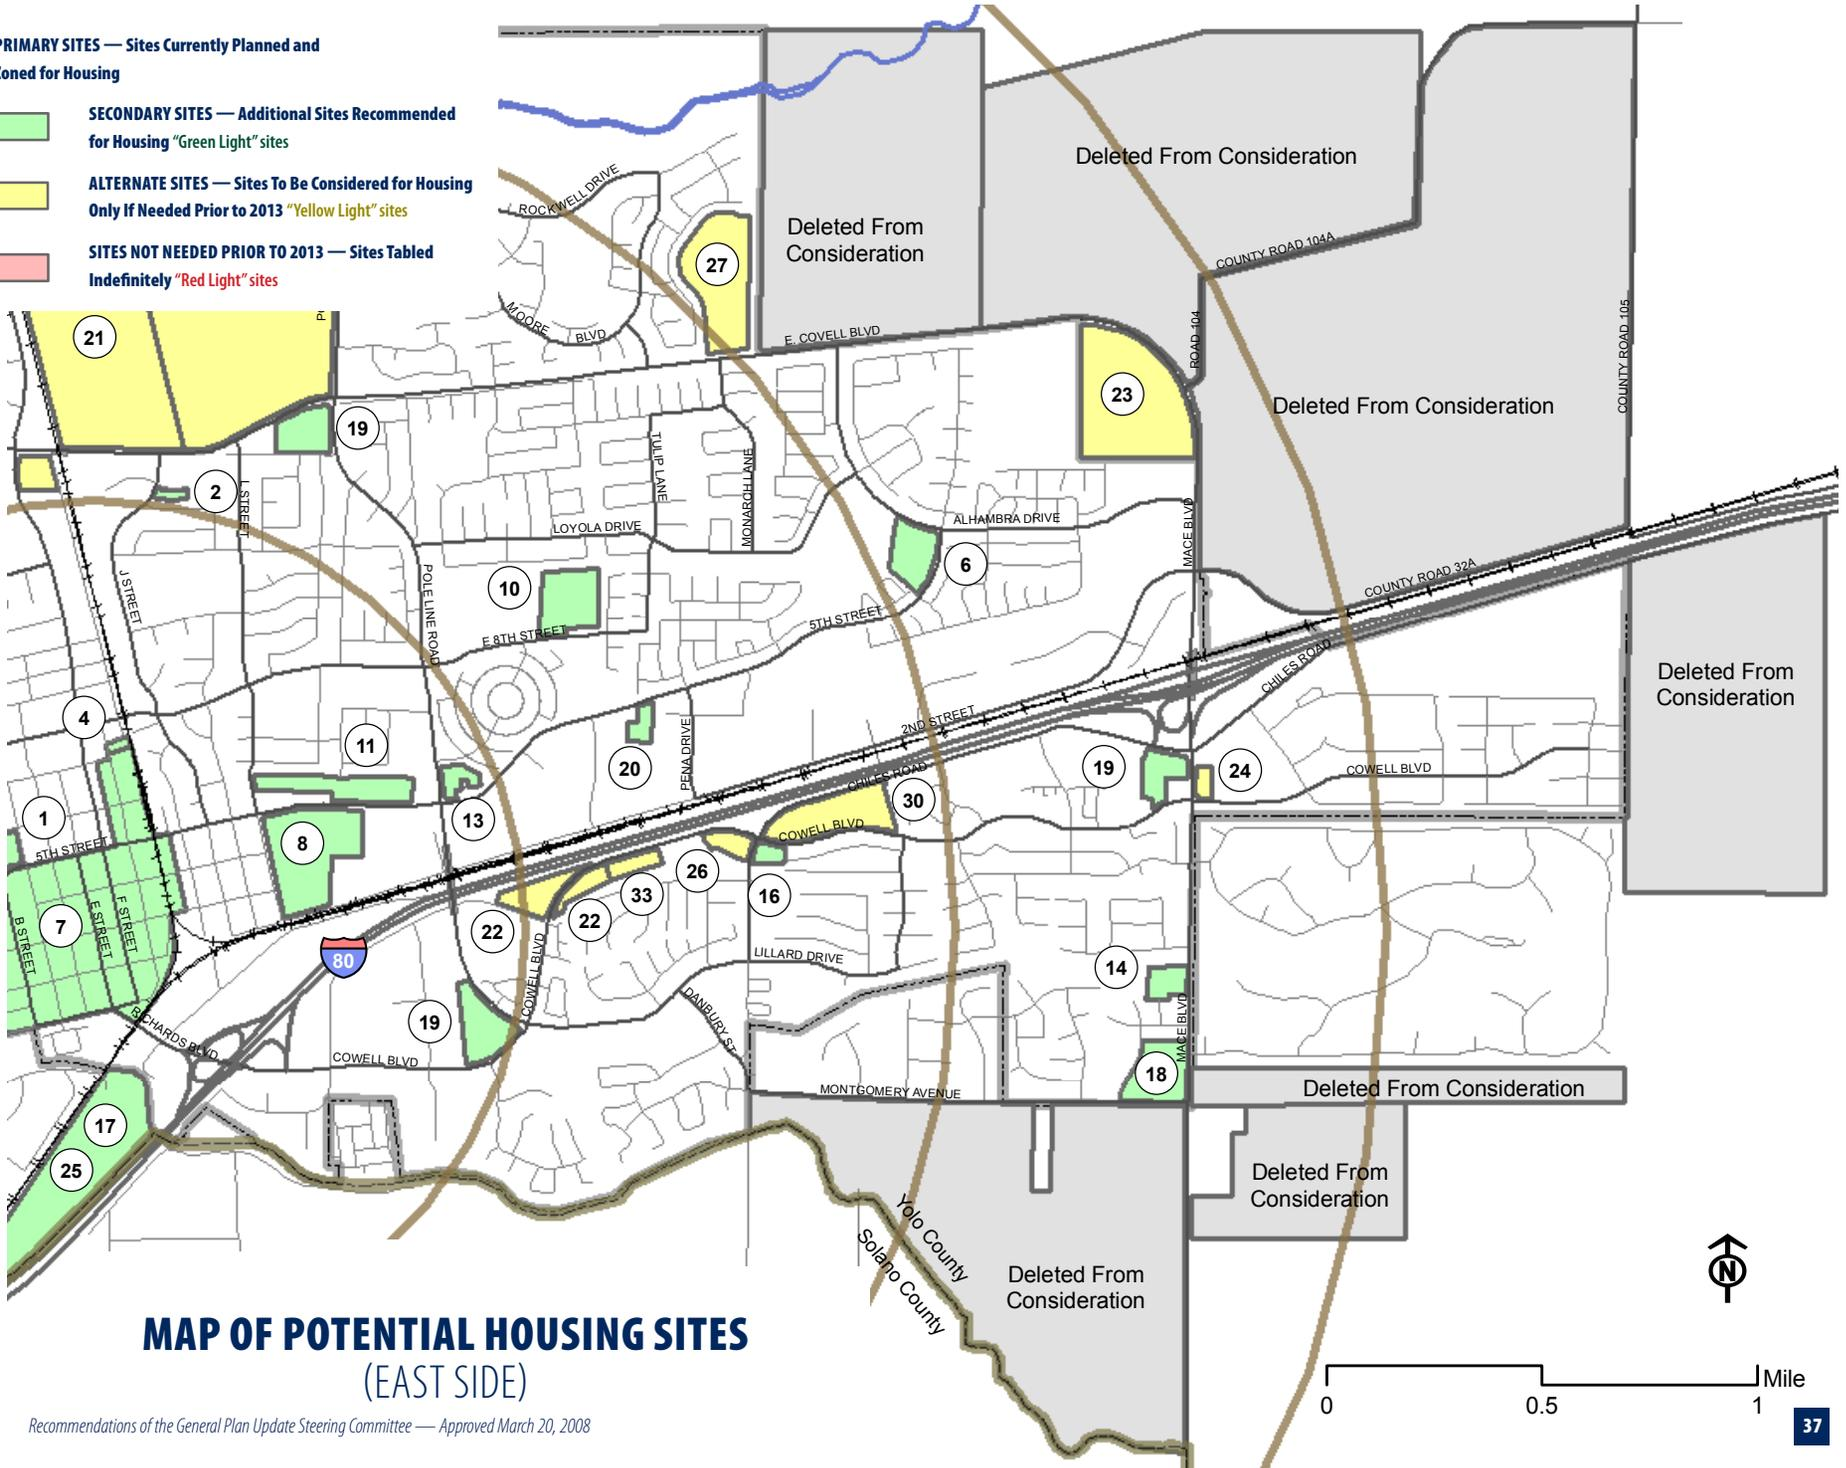 PRIMARY SITES — Sites Currently Planned and
Zoned for Housing
SECONDARY SITES — Additional Sites Recommended
for Housing “Green Light” sites
ALTERNATE SITES — Sites To Be Considered for Housing
Only If Needed Prior to 2013 “Yellow Light” sites
SITES NOT NEEDED PRIOR TO 2013 — Sites Tabled
Indefinitely “Red Light” sites
Deleted From Consideration
Deleted From
Consideration
ROCKWELL DRIVE
27
COUNTY ROAD 104A
MOORE BLVD
E. COVELL BLVD
ROAD 104
COUNTY ROAD 105
21
23
Deleted From Consideration
19
2
L STREET
TULIP LANE
MONARCH LANE
LOYOLA DRIVE
ALHAMBRA DRIVE
MACE BLVD
6
10
J STREET
POLE LINE ROAD
COUNTY ROAD 32A
E 8TH STREET
5TH STREET
Deleted From
Consideration
CHILES ROAD
4
11
2ND STREET
20
PENA DRIVE
19
24
COWELL BLVD
CHILES ROAD
30
1
13
8
COWELL BLVD
5TH STREET
26
33
16
7
B STREET
E STREET
F STREET
22
22
80
LILLARD DRIVE
COWELL BLVD
14
19
DANBURY ST
MACE BLVD
RICHARDS BLVD
COWELL BLVD
18
MONTGOMERY AVENUE
Deleted From Consideration
17
25
Deleted From
Consideration
Yolo County
Solano County
Deleted From
Consideration
N
MAP OF POTENTIAL HOUSING SITES
(EAST SIDE)
Recommendations of the General Plan Update Steering Committee — Approved March 20, 2008
Mile
0 0.5 1
37